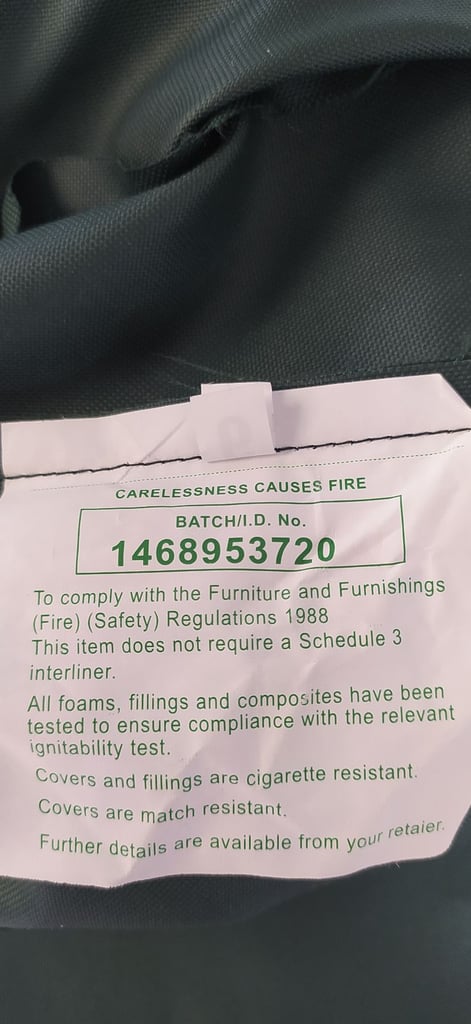 CARELESSNESS CAUSES FIRE
BATCH/I.D. No.
1468953720
To comply with the Furniture and Furnishings
(Fire) (Safety) Regulations 1988
This item does not require a Schedule 3
interliner.
All foams, fillings and composites have been
tested to ensure compliance with the relevant
ignitability test.
Covers and fillings are cigarette resistant.
Covers are match resistant.
Further details are available from your retaier.